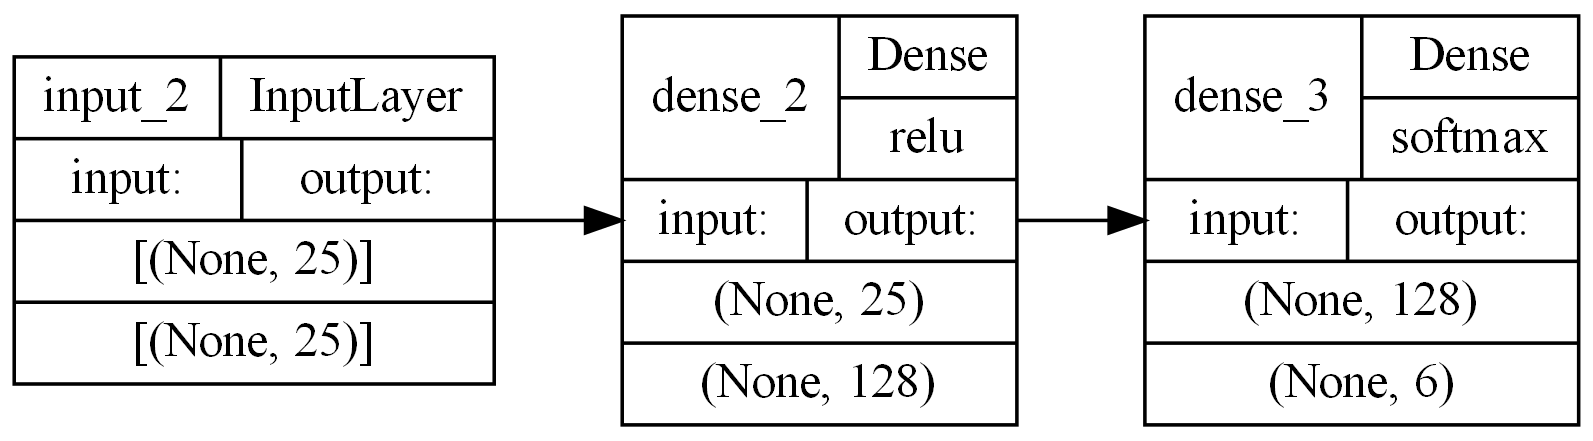 input_2 InputLayer
input: output:
[(None, 25)]
[(None, 25)]
dense_2 Dense
relu
input: output:
(None, 25)
(None, 128)
dense_3 Dense
softmax
input: output:
(None, 128)
(None, 6)